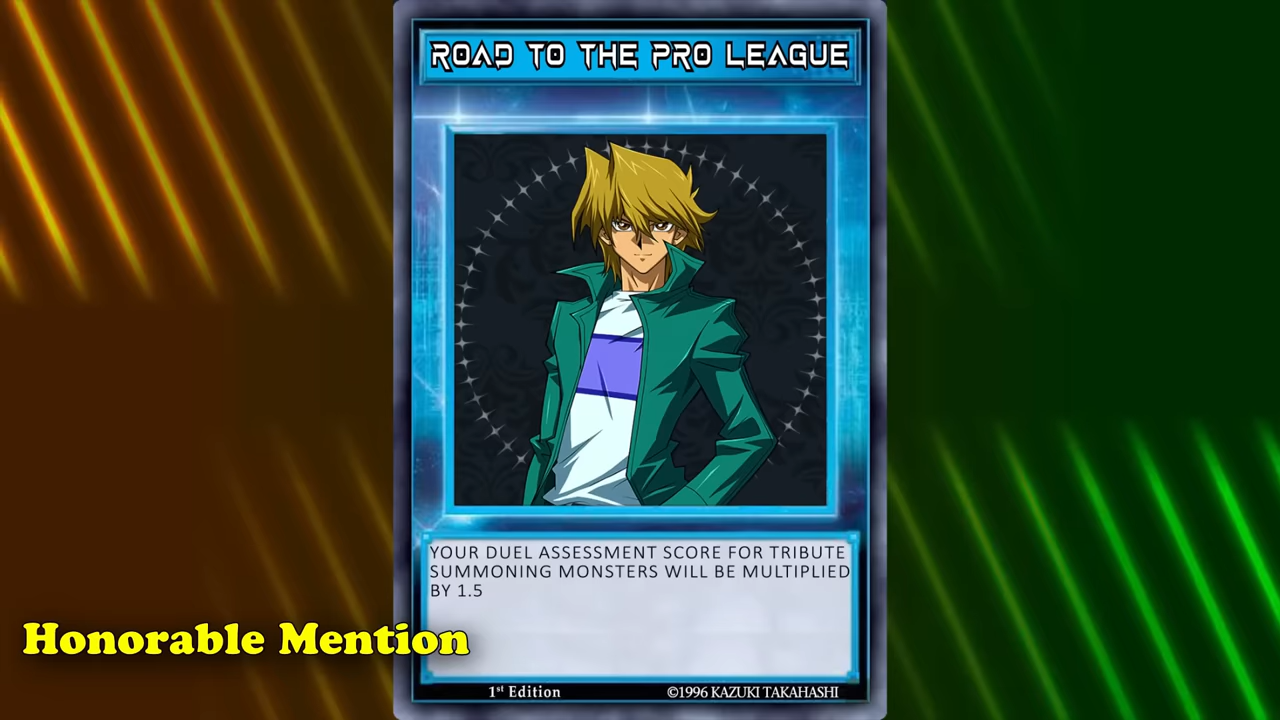 ROAD TO THE PRO LEAGUE
YOUR DUEL ASSESSMENT SCORE FOR TRIBUTE
SUMMONING MONSTERS WILL BE MULTIPLIED
BY 1.5
Honorable Mention
1st Edition
©1996 KAZUKI TAKAHASHI